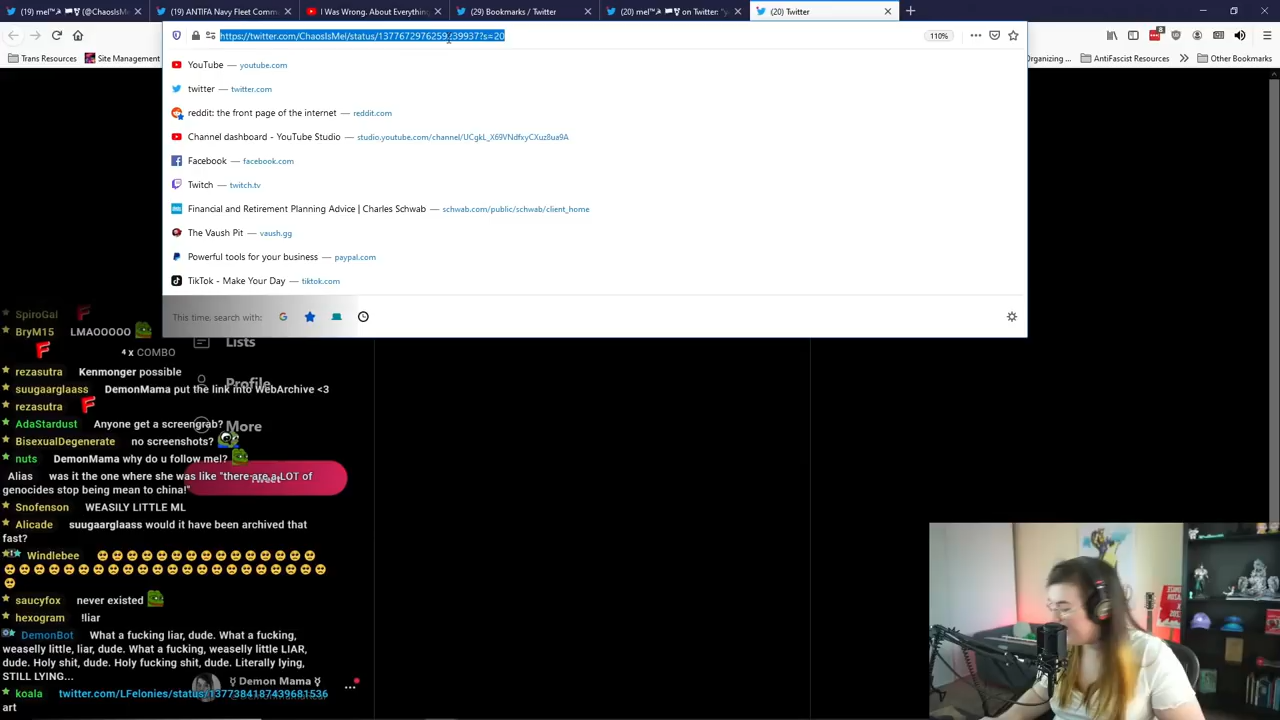 (19) mel™☭ 🏴⚧ (@ChaosIsM
(19) ANTIFA Navy Fleet Comm
I Was Wrong. About Everything
(29) Bookmarks / Twitter
(20) mel™☭ 🏴⚧ on Twitter: "y
(20) Twitter
110%
Trans Resources
Site Management
Organizing ...
AntiFascist Resources
Other Bookmarks
YouTube — youtube.com
twitter — twitter.com
reddit: the front page of the internet — reddit.com
Channel dashboard - YouTube Studio — studio.youtube.com/channel/UCgkL_X69VNdfxyCXuz8ua9A
Facebook — facebook.com
Twitch — twitch.tv
Financial and Retirement Planning Advice | Charles Schwab — schwab.com/public/schwab/client_home
The Vaush Pit — vaush.gg
Powerful tools for your business — paypal.com
TikTok - Make Your Day — tiktok.com
This time, search with:
Lists
Profile
More
Tweet
SpiroGal
BryM15 LMAOOOOO
4 x COMBO
rezasutra Kenmonger possible
suugaarglaass DemonMama put the link into WebArchive <3
rezasutra
AdaStardust Anyone get a screengrab?
BisexualDegenerate no screenshots?
nuts DemonMama why do u follow mel?
Alias was it the one where she was like "there are a LOT of
genocides stop being mean to china!"
Snofenson WEASILY LITTLE ML
Alicade suugaarglaass would it have been archived that
fast?
Windlebee
saucyfox never existed
hexogram !liar
DemonBot What a fucking liar, dude. What a fucking,
weaselly little, liar, dude. What a fucking, weaselly little LIAR,
dude. Holy shit, dude. Holy fucking shit, dude. Literally lying,
STILL LYING...
koala twitter.com/LFelonies/status/1377384187439681536
art
☿ Demon Mama ☿